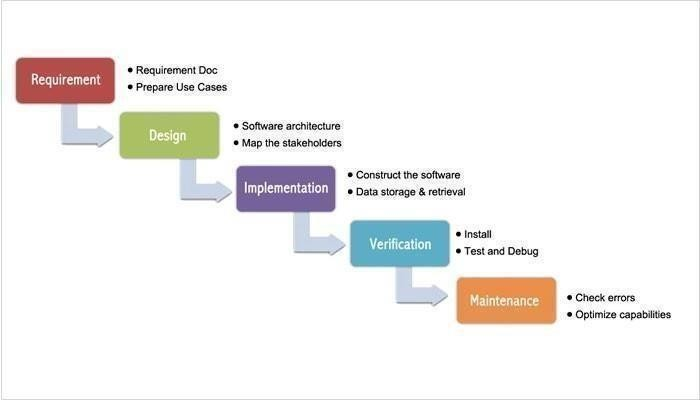 Requirement
• Requirement Doc
• Prepare Use Cases
Design
• Software architecture
• Map the stakeholders
Implementation
• Construct the software
• Data storage & retrieval
Verification
• Install
• Test and Debug
Maintenance
• Check errors
• Optimize capabilities